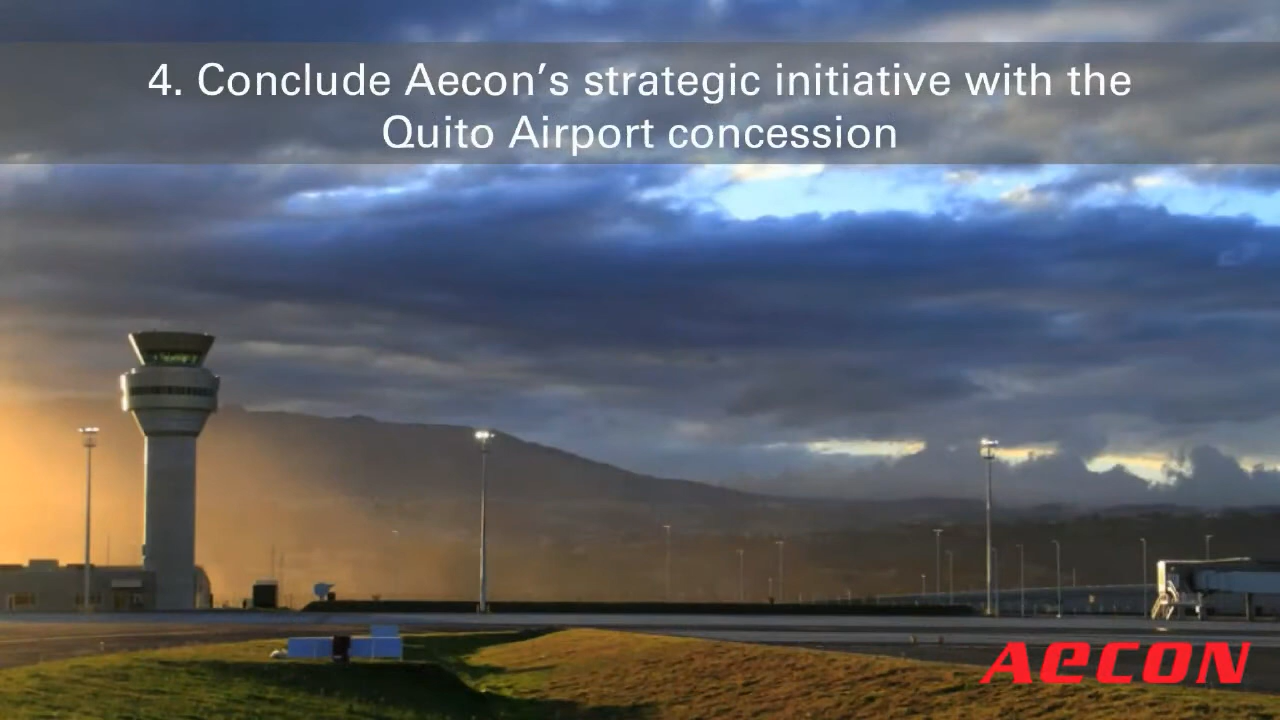 4. Conclude Aecon’s strategic initiative with the
Quito Airport concession
AECON